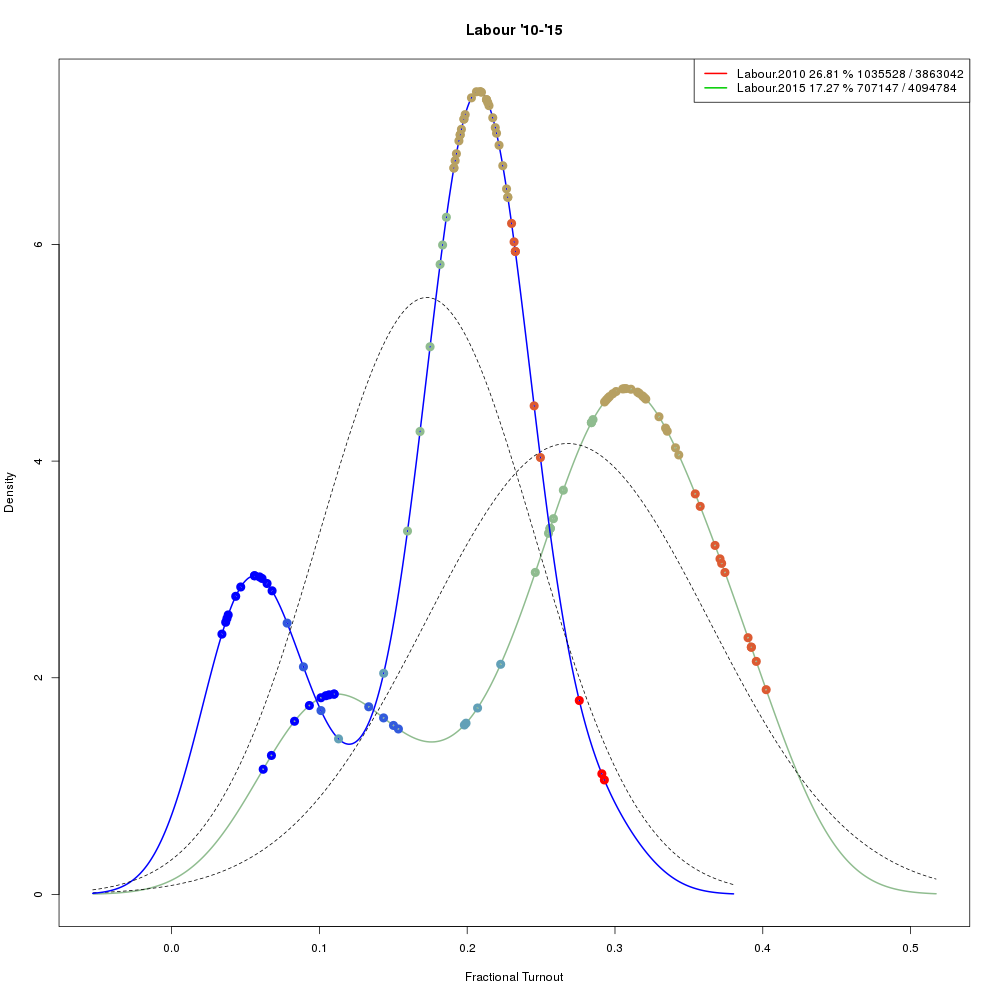 Labour '10-'15
Labour.2010 26.81 % 1035528 / 3863042
Labour.2015 17.27 % 707147 / 4094784
Density
6
4
2
0
0.0 0.1 0.2 0.3 0.4 0.5
Fractional Turnout